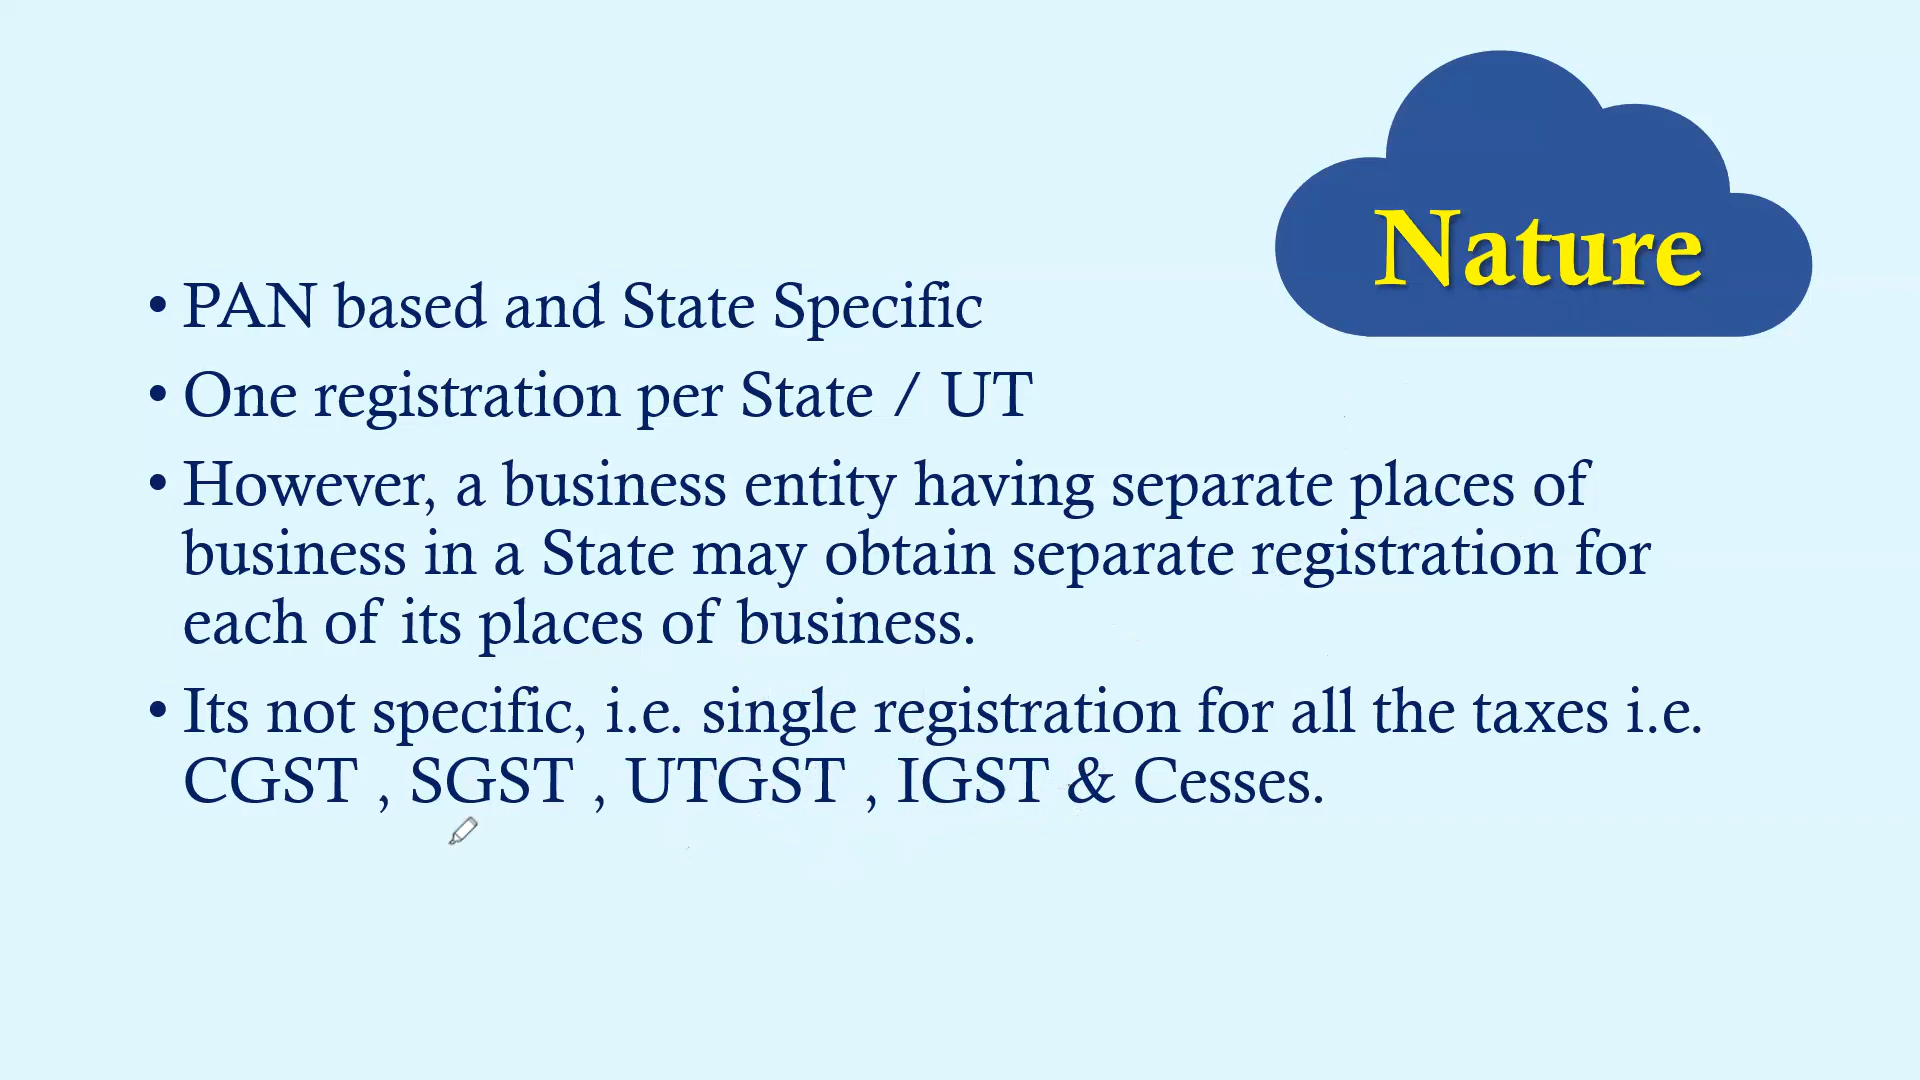 Nature
• PAN based and State Specific
• One registration per State / UT
• However, a business entity having separate places of
business in a State may obtain separate registration for
each of its places of business.
• Its not specific, i.e. single registration for all the taxes i.e.
CGST , SGST , UTGST , IGST & Cesses.